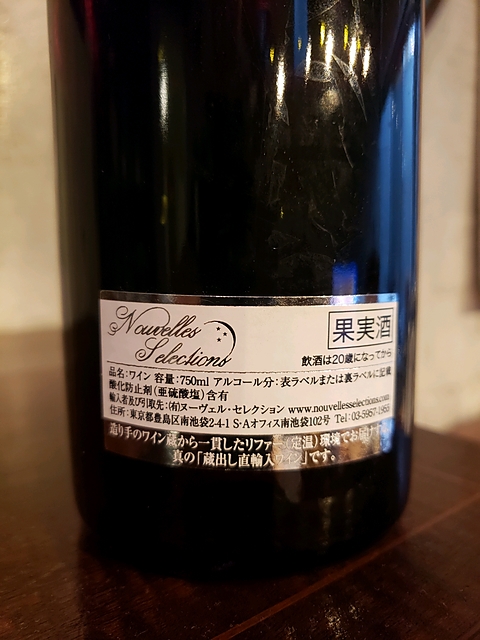 Nouvelles
Selections
果実酒
飲酒は20歳になってから
品名:ワイン 容量:750ml アルコール分:表ラベルまたは裏ラベルに記載
酸化防止剤(亜硫酸塩)含有
輸入者及び引取先:(有)ヌーヴェル・セレクション www.nouvellesselections.com
住所:東京都豊島区南池袋2-4-1 S・Aオフィス南池袋102号 Tel:03-5957-1955
造り手のワイン蔵から一貫したリファー(定温)環境でお届け
真の「蔵出し直輸入ワイン」です。